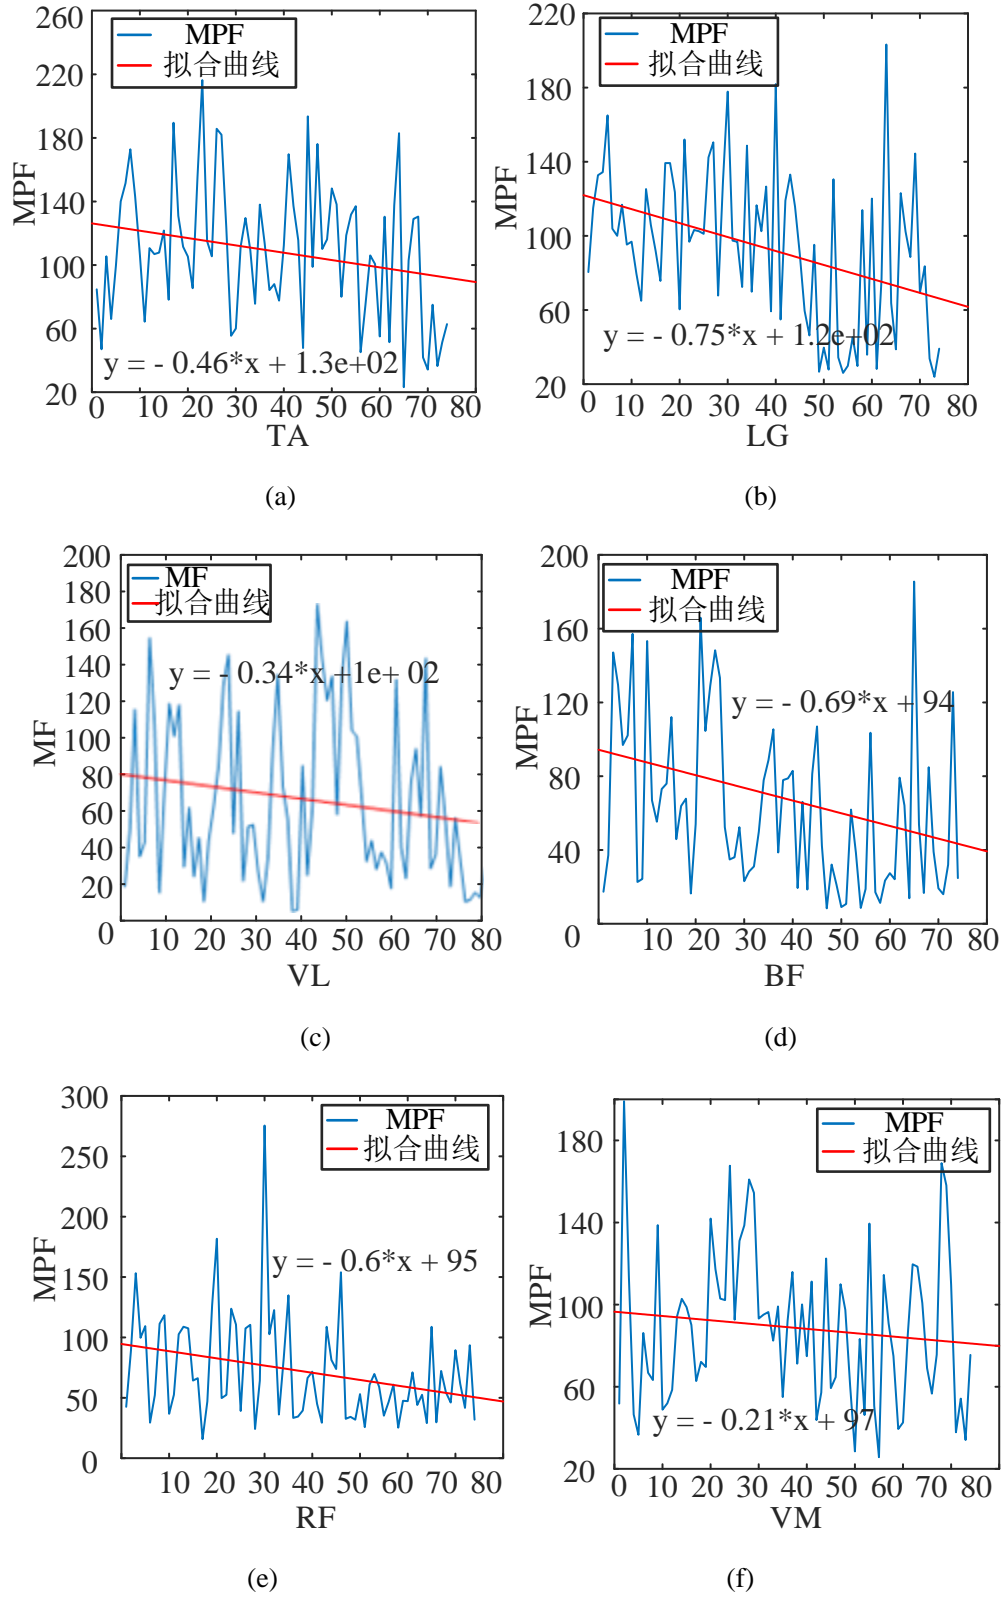 260
220
180
140
100
60
20
MPF
MPF
拟合曲线
y = - 0.46*x + 1.3e+02
0 10 20 30 40 50 60 70 80
TA
(a)
220
180
140
100
60
20
MPF
MPF
拟合曲线
y = - 0.75*x + 1.2e+02
0 10 20 30 40 50 60 70 80
LG
(b)
200
180
160
140
120
100
80
60
40
20
0
MF
MF
拟合曲线
y = - 0.34*x +1e+ 02
10 20 30 40 50 60 70 80
VL
(c)
200
160
120
80
40
0
MPF
MPF
拟合曲线
y = - 0.69*x + 94
10 20 30 40 50 60 70 80
BF
(d)
300
250
200
150
100
50
0
MPF
MPF
拟合曲线
y = - 0.6*x + 95
10 20 30 40 50 60 70 80
RF
(e)
180
140
100
60
20
MPF
MPF
拟合曲线
y = - 0.21*x + 97
0 10 20 30 40 50 60 70 80
VM
(f)